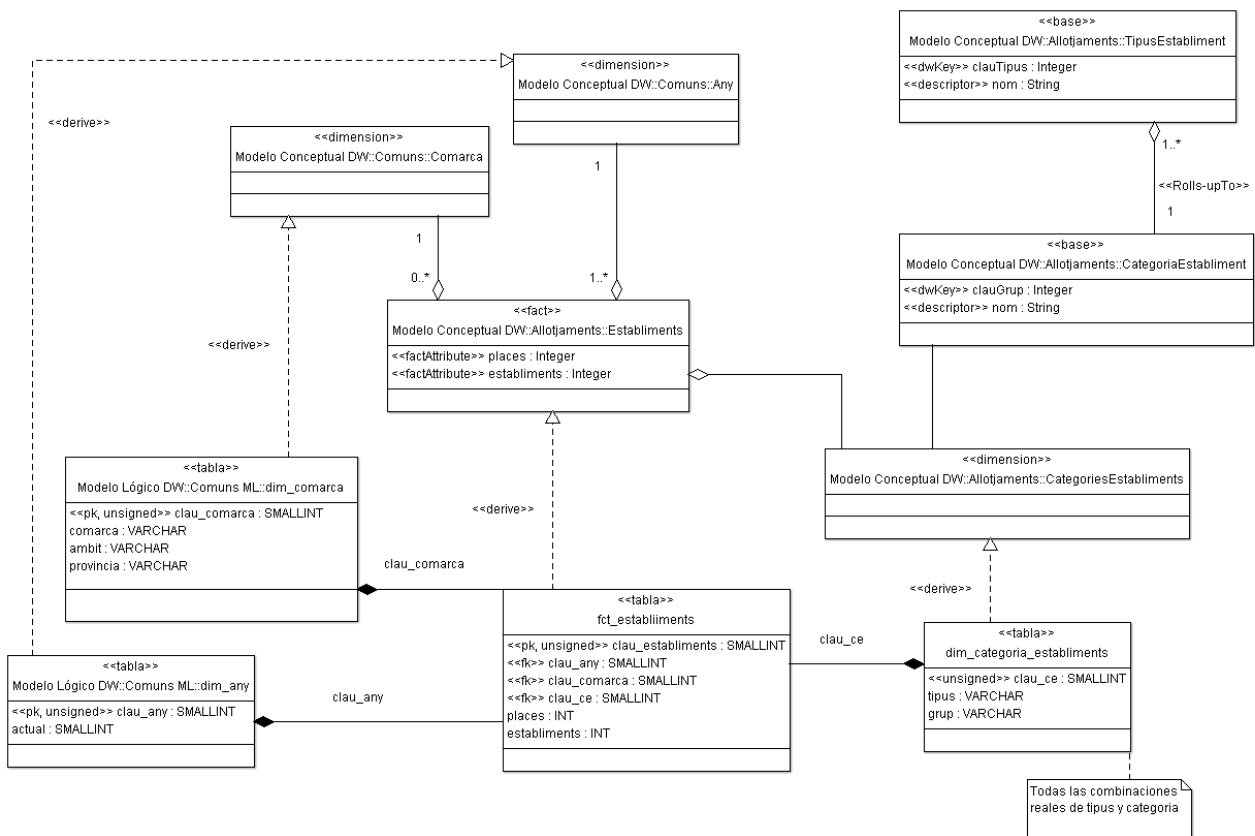 <<base>>
Modelo Conceptual DW::Allotjaments::TipusEstabliment
<<dwKey>> clauTipus : Integer
<<descriptor>> nom : String
<<dimension>>
Modelo Conceptual DW::Comuns::Any
<<derive>>
<<dimension>>
Modelo Conceptual DW::Comuns::Comarca
1..*
<<Rolls-upTo>>
1
1
<<base>>
Modelo Conceptual DW::Allotjaments::CategoriaEstabliment
<<dwKey>> clauGrup : Integer
<<descriptor>> nom : String
1
0..*
1..*
<<fact>>
Modelo Conceptual DW::Allotjaments::Establiments
<<factAttribute>> places : Integer
<<factAttribute>> establiments : Integer
<<derive>>
<<dimension>>
Modelo Conceptual DW::Allotjaments::CategoriesEstabliments
<<tabla>>
Modelo Lógico DW::Comuns ML::dim_comarca
<<pk, unsigned>> clau_comarca : SMALLINT
comarca : VARCHAR
ambit : VARCHAR
provincia : VARCHAR
<<derive>>
clau_comarca
<<derive>>
<<tabla>>
fct_establiiments
<<pk, unsigned>> clau_establiments : SMALLINT
<<fk>> clau_any : SMALLINT
<<fk>> clau_comarca : SMALLINT
<<fk>> clau_ce : SMALLINT
places : INT
establiments : INT
clau_ce
<<tabla>>
dim_categoria_establiments
<<unsigned>> clau_ce : SMALLINT
tipus : VARCHAR
grup : VARCHAR
<<tabla>>
Modelo Lógico DW::Comuns ML::dim_any
<<pk, unsigned>> clau_any : SMALLINT
actual : SMALLINT
clau_any
Todas las combinaciones
reales de tipus y categoria